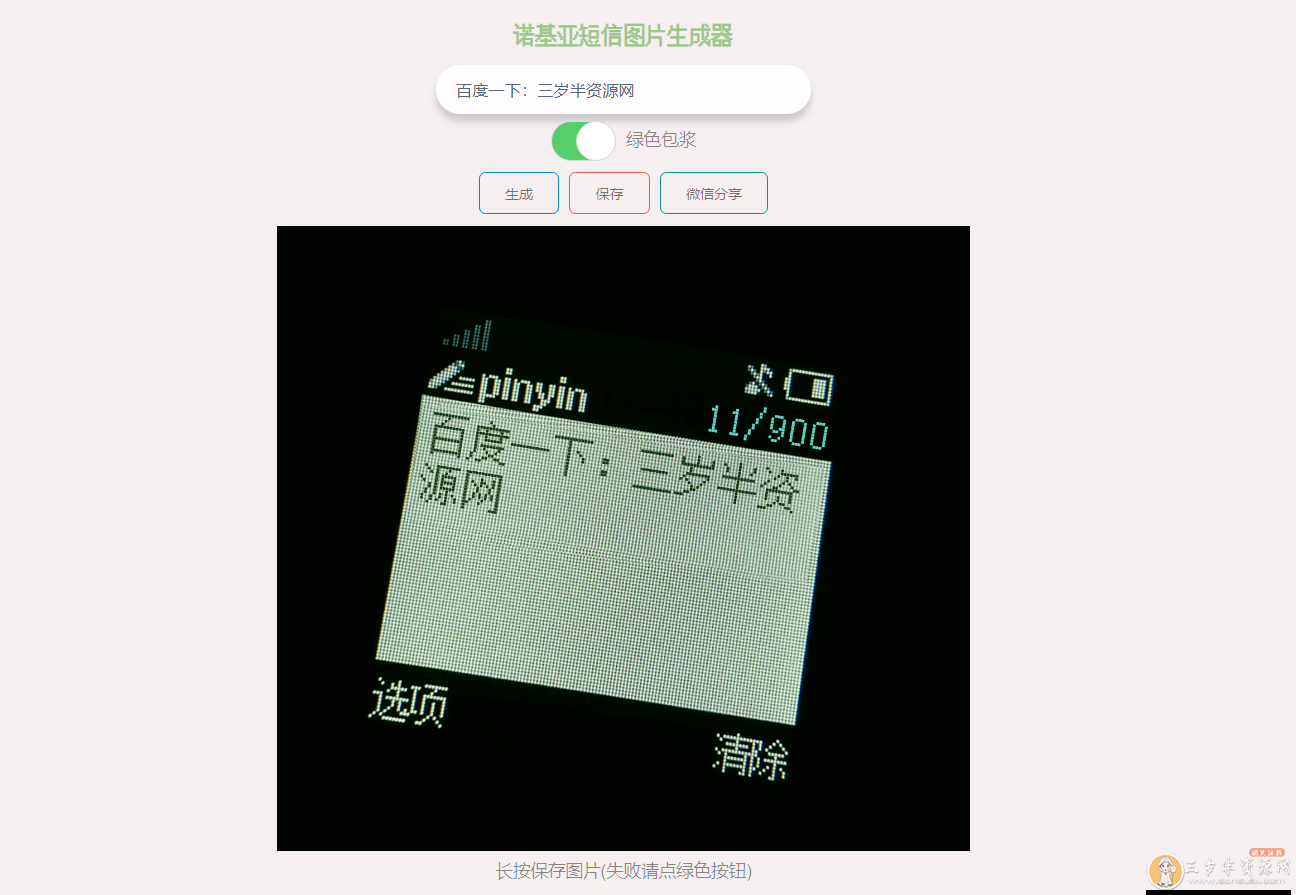 诺基亚短信图片生成器
百度一下：三岁半资源网
绿色包浆
生成 保存 微信分享
pinyin
11/900
百度一下：三岁半资
源网
选项
清除
长按保存图片(失败请点绿色按钮)
三岁半资源网